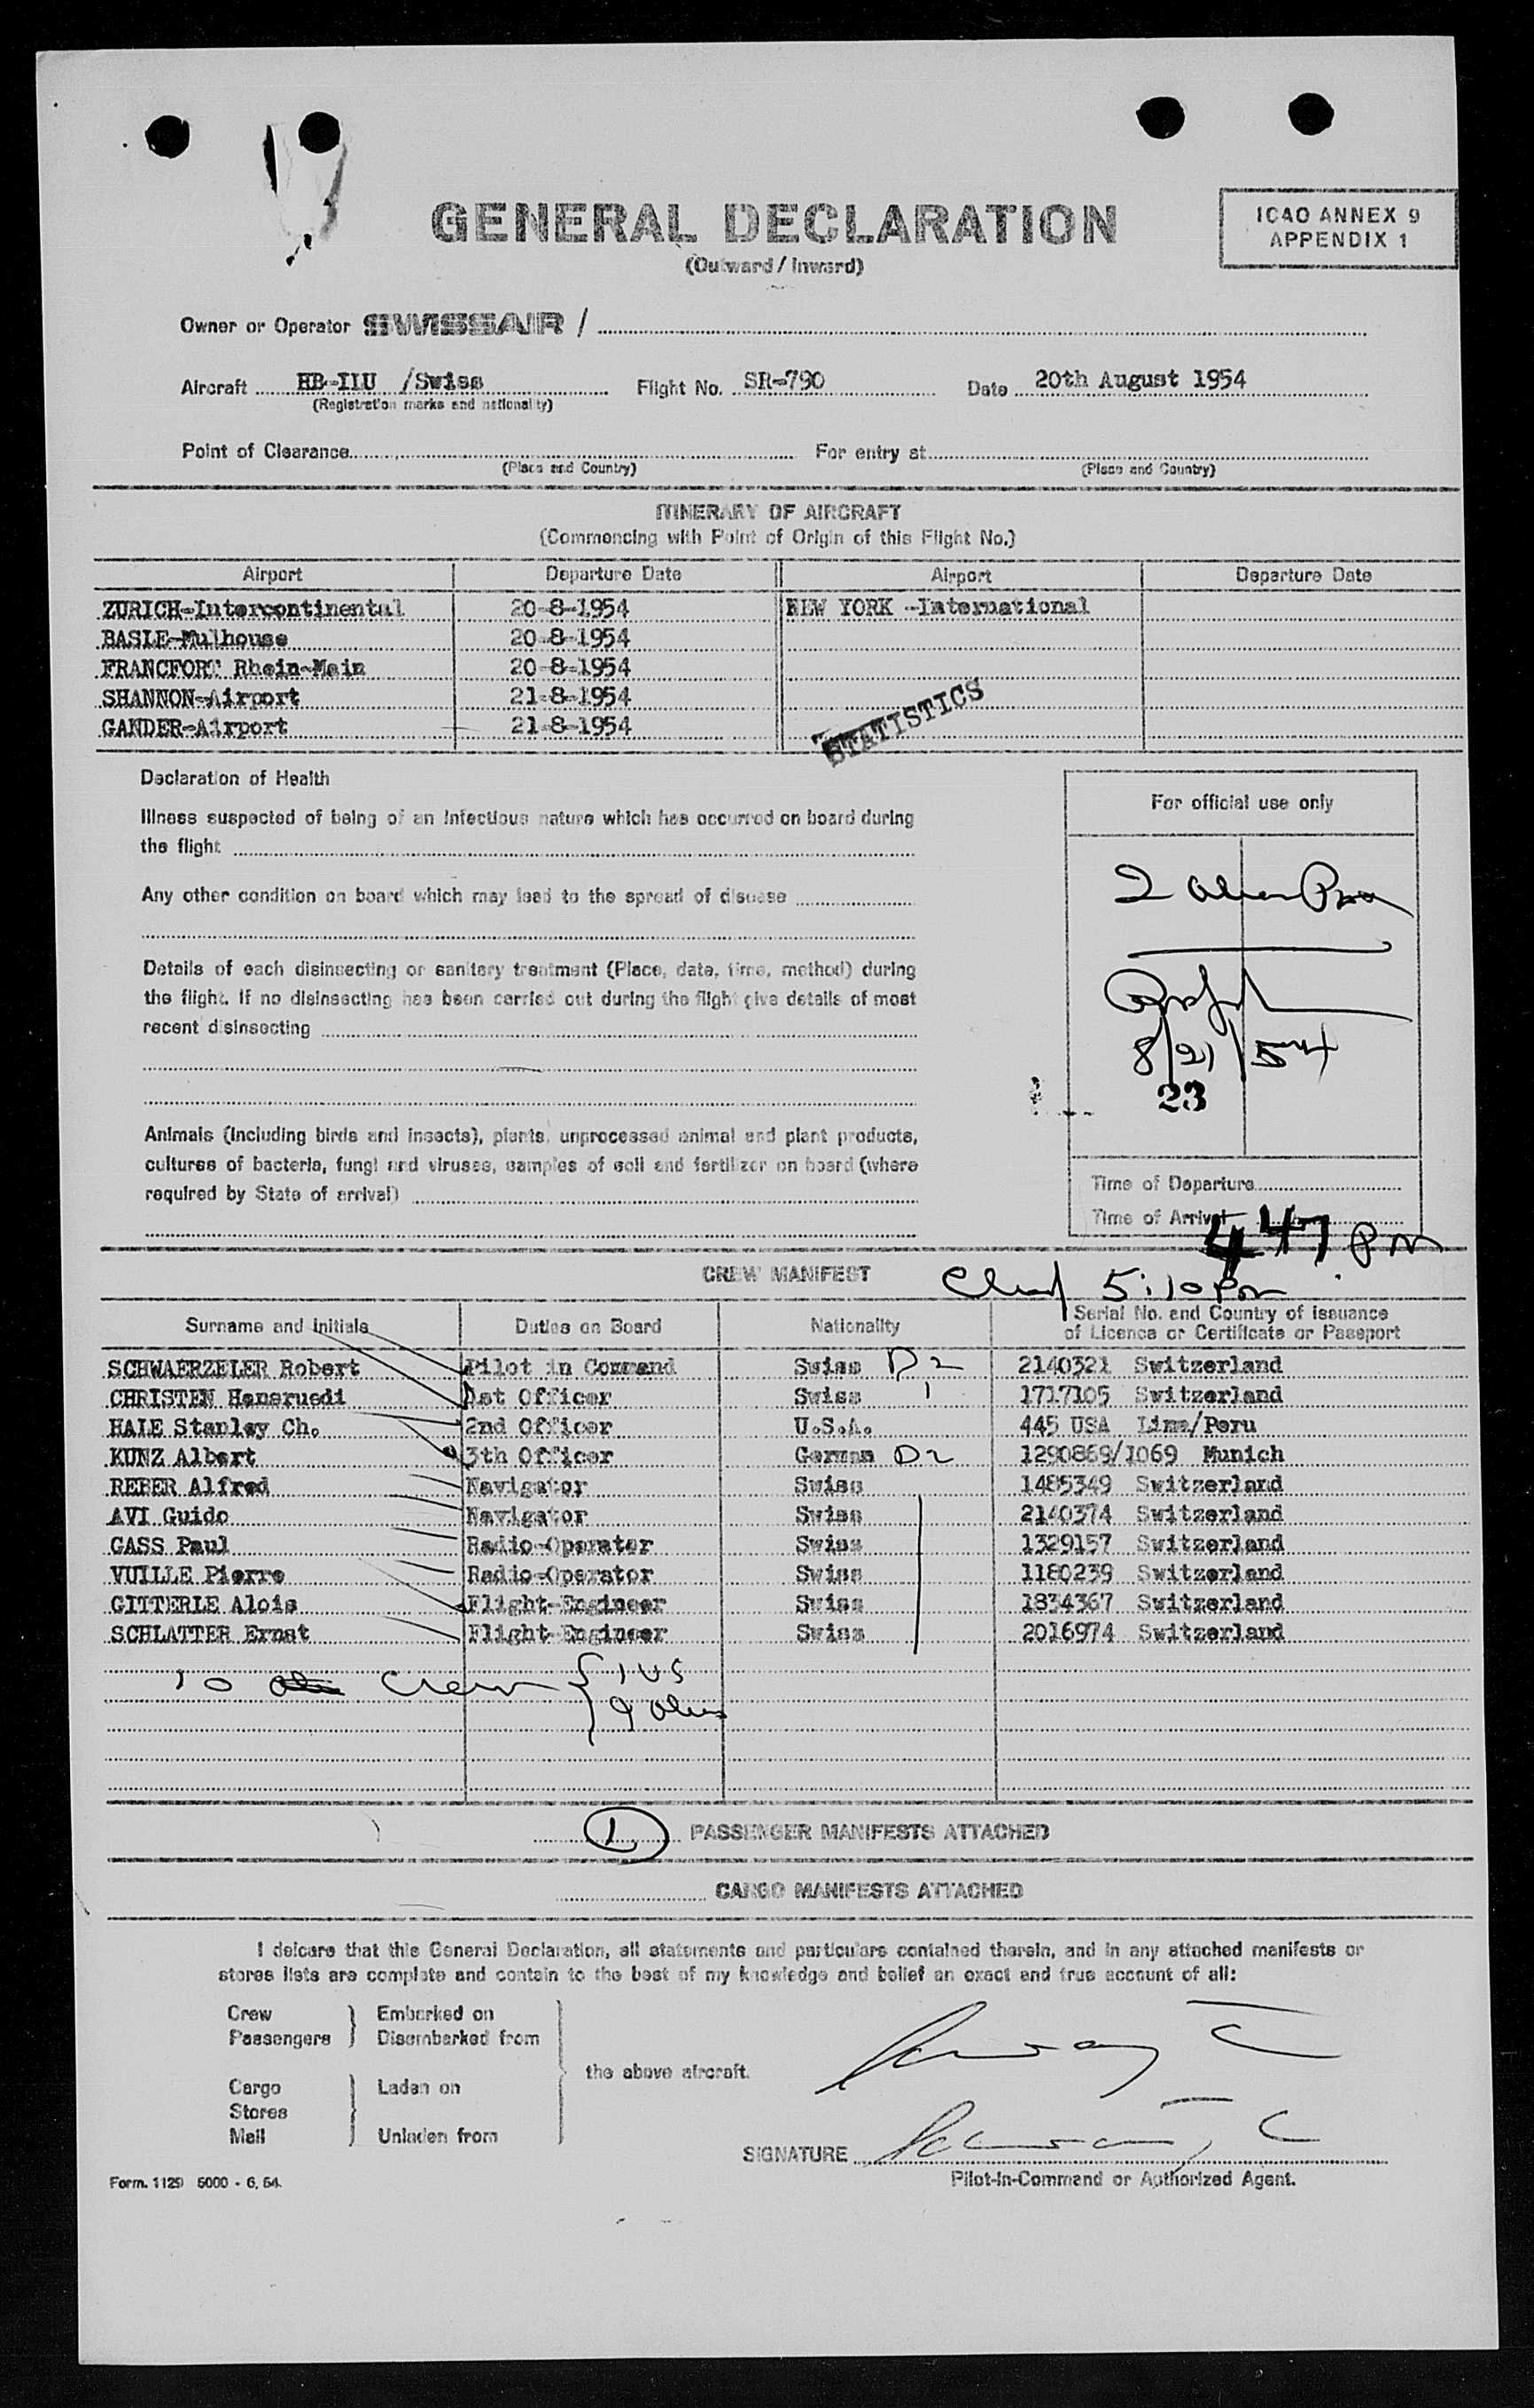 GENERAL DECLARATION
(Outward / Inward)
ICAO ANNEX 9
APPENDIX 1
Owner or Operator SWISSAIR /
Aircraft HB-ILU /Swiss Flight No. SR-790 Date 20th August 1954
(Registration marks and nationality)
Point of Clearance For entry at
(Place and Country) (Place and Country)
ITINERARY OF AIRCRAFT
(Commencing with Point of Origin of this Flight No.)
Airport Departure Date Airport Departure Date
ZURICH-Intercontinental 20-8-1954 NEW YORK -International
BASLE-Mulhouse 20-8-1954
FRANCFORT Rhein-Main 20-8-1954
SHANNON-Airport 21-8-1954
GANDER-Airport 21-8-1954
STATISTICS
Declaration of Health
Illness suspected of being of an infectious nature which has occurred on board during
the flight
Any other condition on board which may lead to the spread of disease
Details of each disinsecting or sanitary treatment (Place, date, time, method) during
the flight. If no disinsecting has been carried out during the flight give details of most
recent disinsecting
Animals (including birds and insects), plants, unprocessed animal and plant products,
cultures of bacteria, fungi and viruses, samples of soil and fertilizer on board (where
required by State of arrival)
For official use only
2
8/21/54
23
Time of Departure
Time of Arrival 447 PM
CREW MANIFEST
5:10 Pm
Surname and initials Duties on Board Nationality Serial No. and Country of issuance
of Licence or Certificate or Passport
SCHWAERZELER Robert Pilot in Command Swiss D2 2140321 Switzerland
CHRISTEN Hansruedi 1st Officer Swiss 1 1717105 Switzerland
HALE Stanley Ch. 2nd Officer U.S.A. 445 USA Lima/Peru
KUNZ Albert 3th Officer German D2 1290869/1069 Munich
REBER Alfred Navigator Swiss 1485349 Switzerland
AVI Guido Navigator Swiss 2140374 Switzerland
GASS Paul Radio-Operater Swiss 1329157 Switzerland
VUILLE Pierre Radio-Operator Swiss 1180239 Switzerland
GITTERLE Alois Flight-Engineer Swiss 1834367 Switzerland
SCHLATTER Ernst Flight-Engineer Swiss 2016974 Switzerland
10 Crew { 1 US
9 Alien
1 PASSENGER MANIFESTS ATTACHED
CARGO MANIFESTS ATTACHED
I delcare that this General Declaration, all statements and particulars contained therein, and in any attached manifests or
stores lists are complete and contain to the best of my knowledge and belief an exact and true account of all:
Crew Embarked on
Passengers Disembarked from
the above aircraft.
Cargo Laden on
Stores
Mail Unladen from
SIGNATURE
Pilot-in-Command or Authorized Agent.
Form. 1129 5000 - 6. 54.